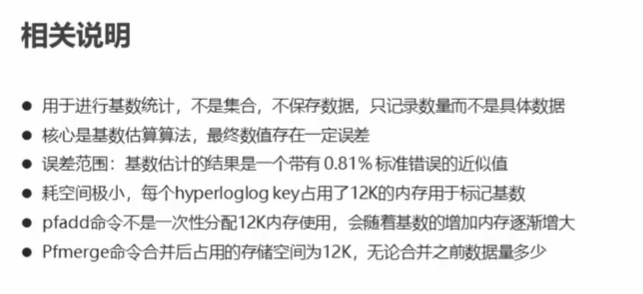 相关说明
● 用于进行基数统计，不是集合，不保存数据，只记录数量而不是具体数据
● 核心是基数估算算法，最终数值存在一定误差
● 误差范围：基数估计的结果是一个带有 0.81% 标准错误的近似值
● 耗空间极小，每个hyperloglog key占用了12K的内存用于标记基数
● pfadd命令不是一次性分配12K内存使用，会随着基数的增加内存逐渐增大
● Pfmerge命令合并后占用的存储空间为12K，无论合并之前数据量多少